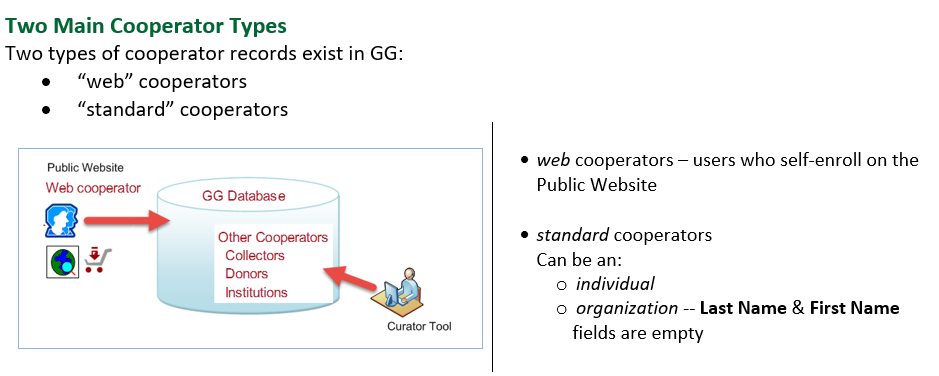 Two Main Cooperator Types
Two types of cooperator records exist in GG:
• “web” cooperators
• “standard” cooperators
Public Website
Web cooperator
GG Database
Other Cooperators
Collectors
Donors
Institutions
Curator Tool
• web cooperators – users who self-enroll on the
Public Website
• standard cooperators
Can be an:
o individual
o organization -- Last Name & First Name
fields are empty